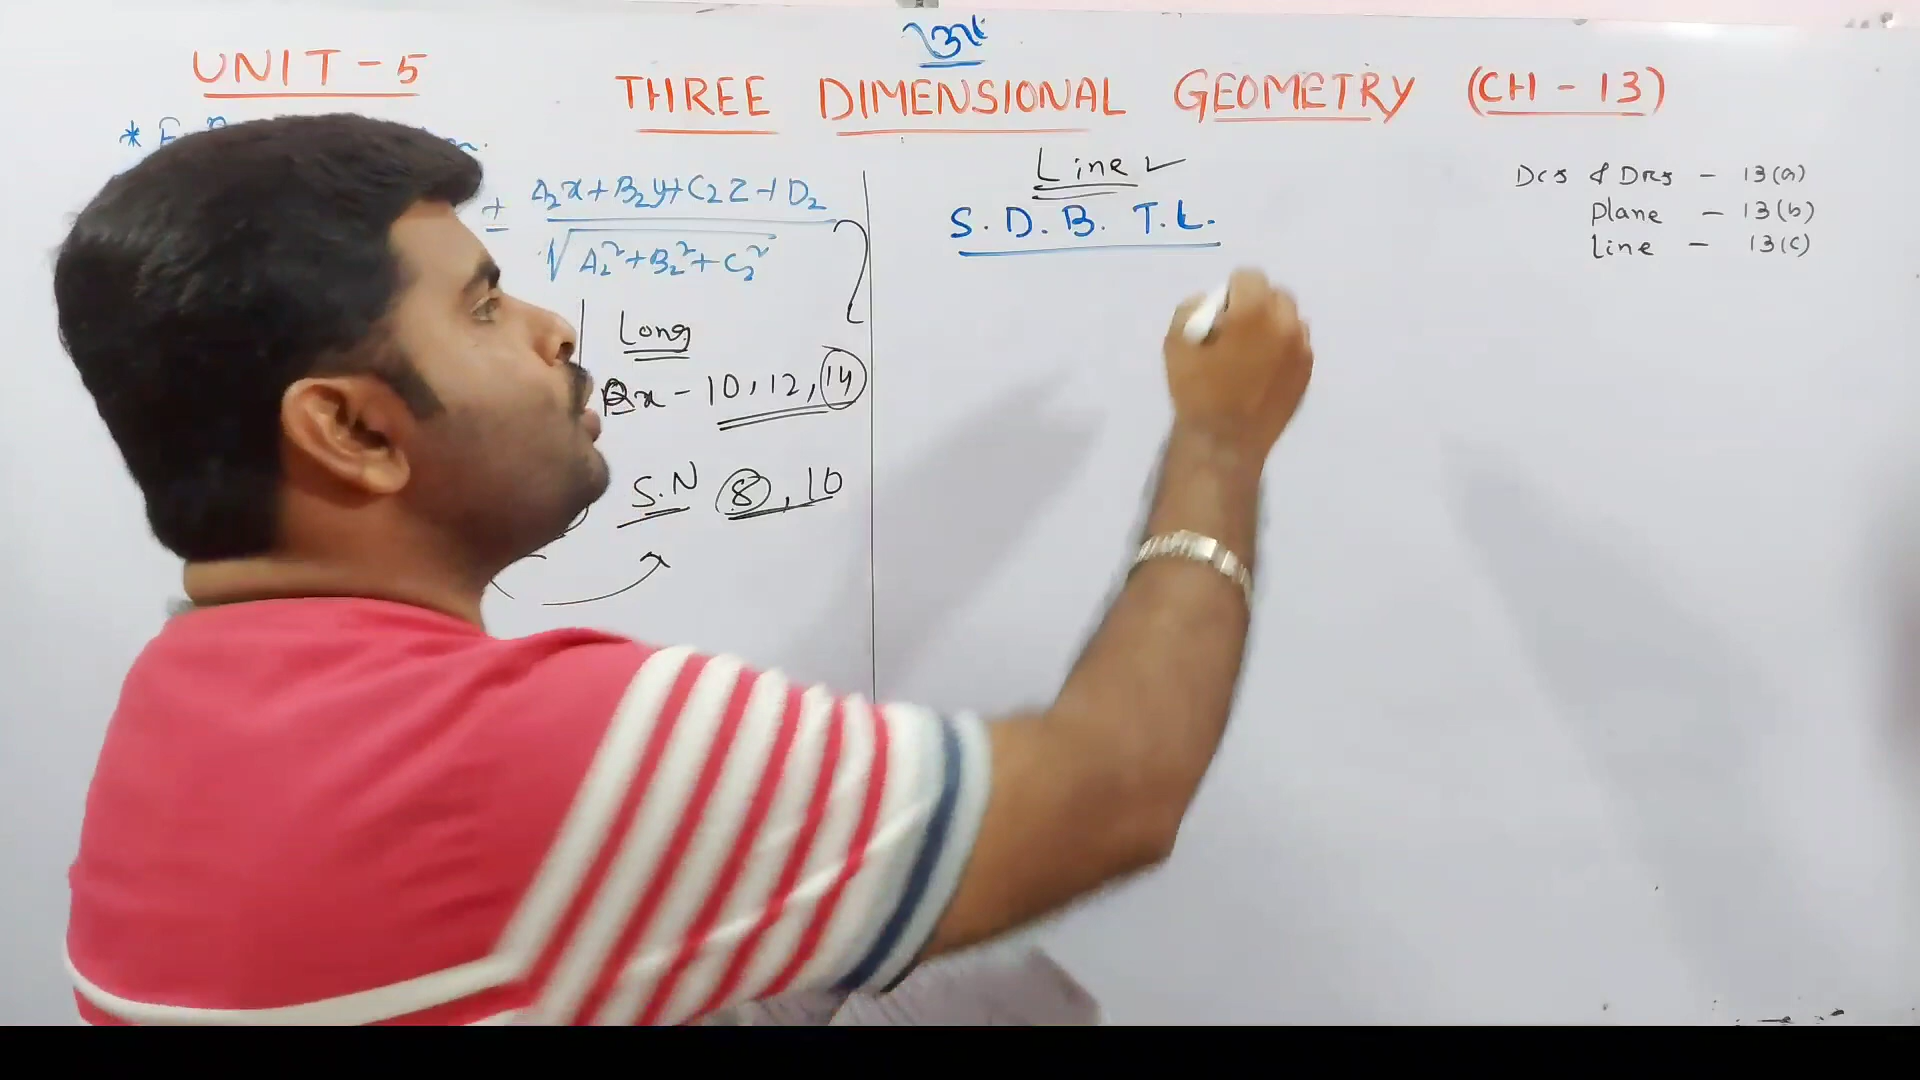 UNIT - 5
THREE DIMENSIONAL GEOMETRY (CH - 13)
*
± A₂x+B₂y+C₂z+D₂
√A₂²+B₂²+C₂²
Long
- 10, 12, 14
S.N 8, 10
Line ✓
S. D. B. T. L.
Dcs & DRs - 13(a)
Plane - 13(b)
Line - 13(c)